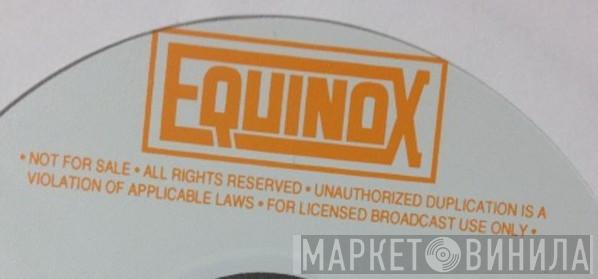 EQUINOX
• NOT FOR SALE • ALL RIGHTS RESERVED • UNAUTHORIZED DUPLICATION IS A
VIOLATION OF APPLICABLE LAWS • FOR LICENSED BROADCAST USE ONLY •
МАРКЕТ ВИНИЛА